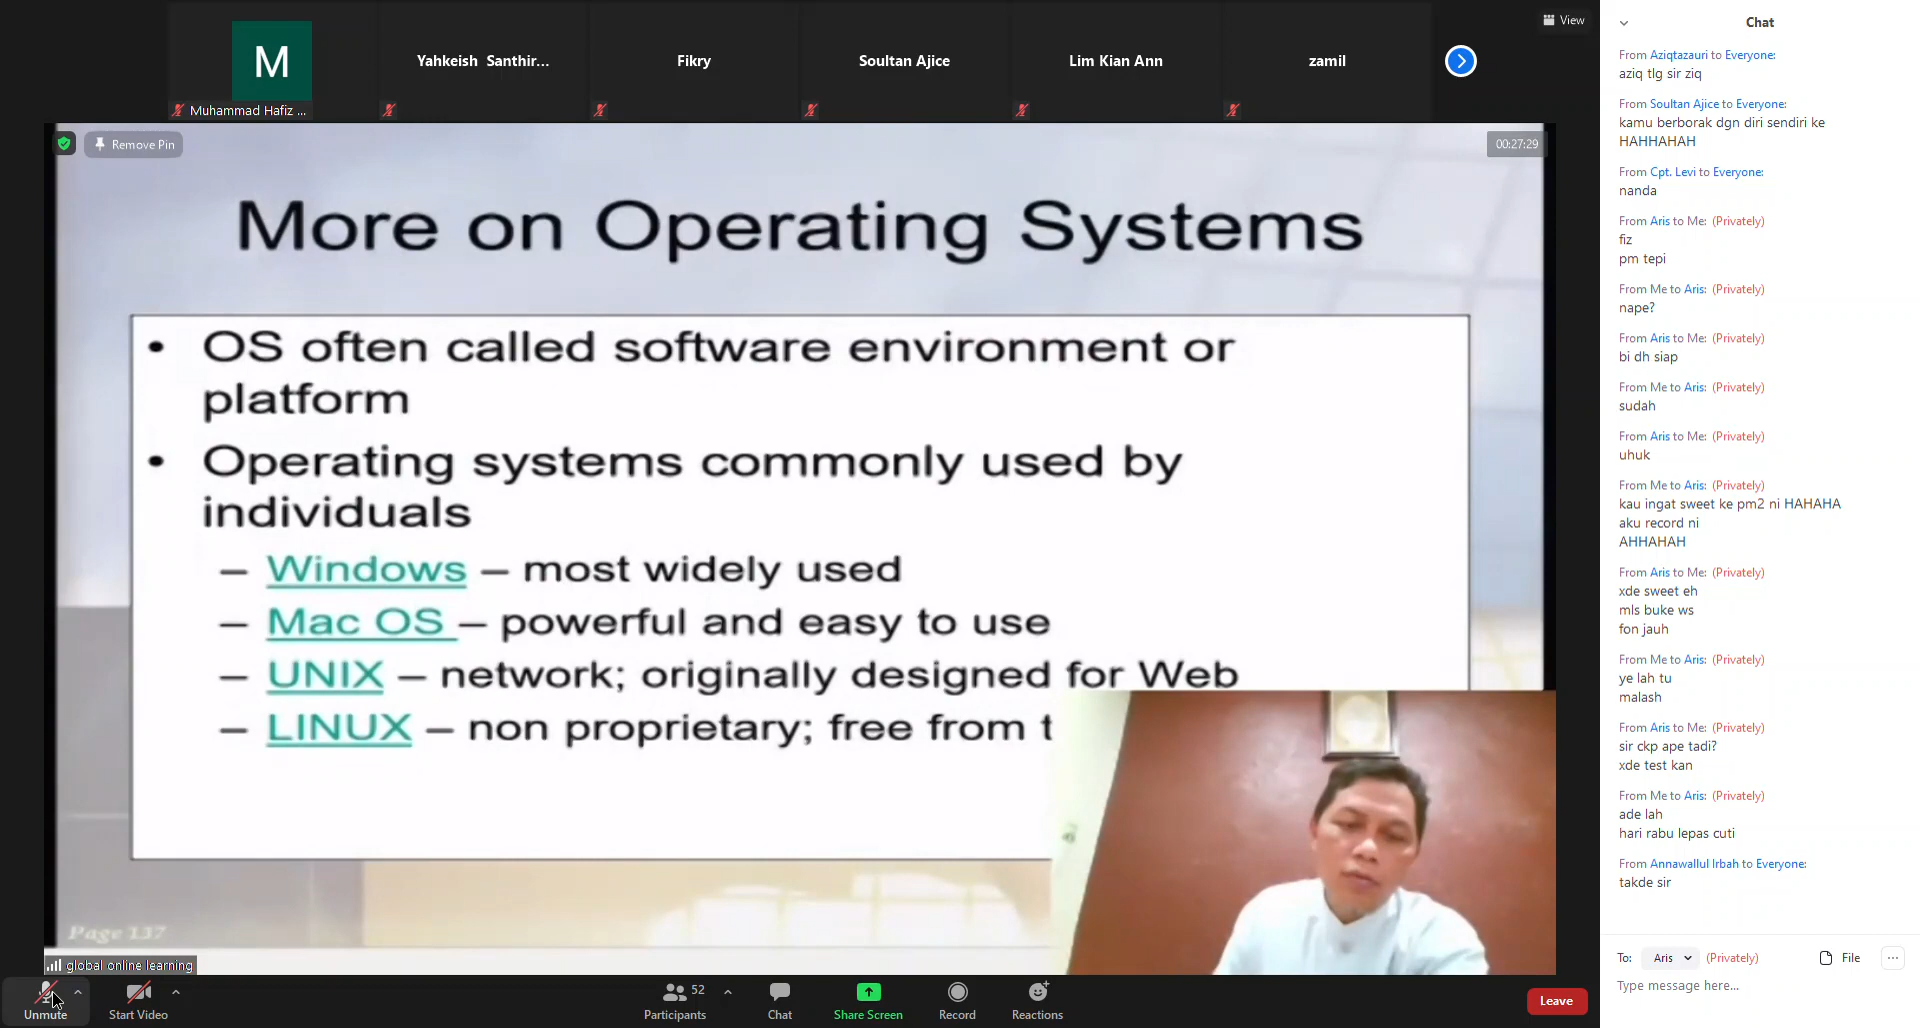 View
M
Muhammad Hafiz ...
Yahkeish Santhir...
Fikry
Soultan Ajice
Lim Kian Ann
zamil
Remove Pin
00:27:29
More on Operating Systems
• OS often called software environment or
platform
• Operating systems commonly used by
individuals
– Windows – most widely used
– Mac OS – powerful and easy to use
– UNIX – network; originally designed for Web
– LINUX – non proprietary; free from t
Page 137
global online learning
Unmute
Start Video
52
Participants
Chat
Share Screen
Record
Reactions
Leave
Chat
From Aziqtazauri to Everyone:
aziq tlg sir ziq
From Soultan Ajice to Everyone:
kamu berborak dgn diri sendiri ke
HAHHAHAH
From Cpt. Levi to Everyone:
nanda
From Aris to Me: (Privately)
fiz
pm tepi
From Me to Aris: (Privately)
nape?
From Aris to Me: (Privately)
bi dh siap
From Me to Aris: (Privately)
sudah
From Aris to Me: (Privately)
uhuk
From Me to Aris: (Privately)
kau ingat sweet ke pm2 ni HAHAHA
aku record ni
AHHAHAH
From Aris to Me: (Privately)
xde sweet eh
mls buke ws
fon jauh
From Me to Aris: (Privately)
ye lah tu
malash
From Aris to Me: (Privately)
sir ckp ape tadi?
xde test kan
From Me to Aris: (Privately)
ade lah
hari rabu lepas cuti
From Annawallul Irbah to Everyone:
takde sir
To: Aris (Privately)
File
Type message here...